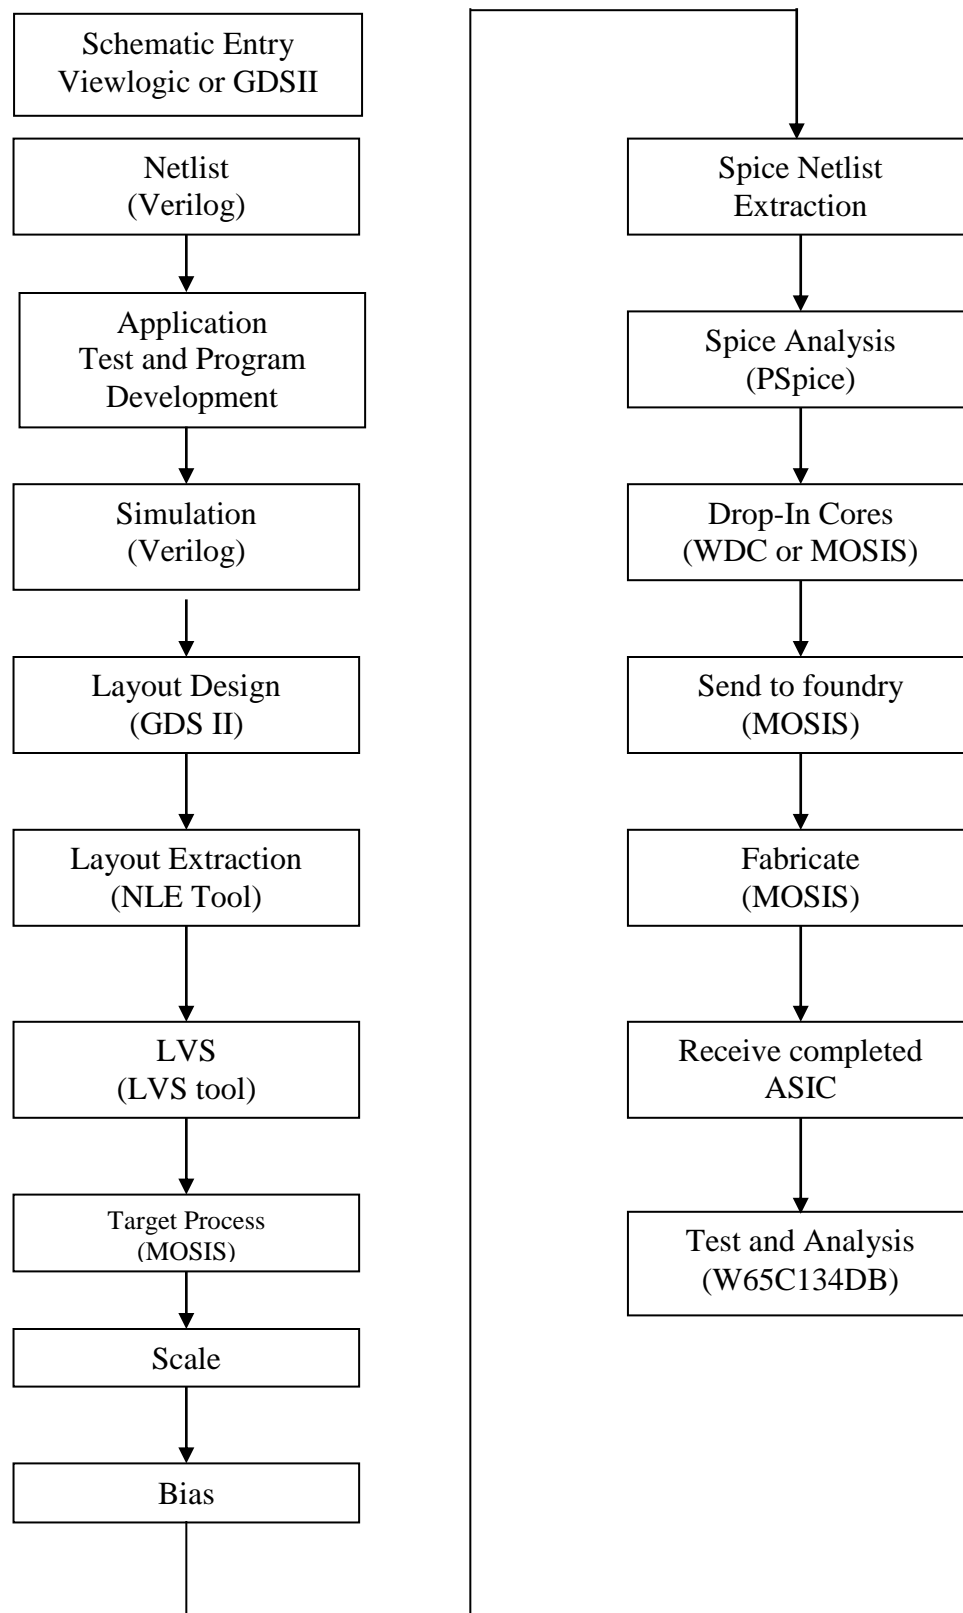 Schematic Entry
Viewlogic or GDSII
Netlist
(Verilog)
Application
Test and Program
Development
Simulation
(Verilog)
Layout Design
(GDS II)
Layout Extraction
(NLE Tool)
LVS
(LVS tool)
Target Process
(MOSIS)
Scale
Bias
Spice Netlist
Extraction
Spice Analysis
(PSpice)
Drop-In Cores
(WDC or MOSIS)
Send to foundry
(MOSIS)
Fabricate
(MOSIS)
Receive completed
ASIC
Test and Analysis
(W65C134DB)